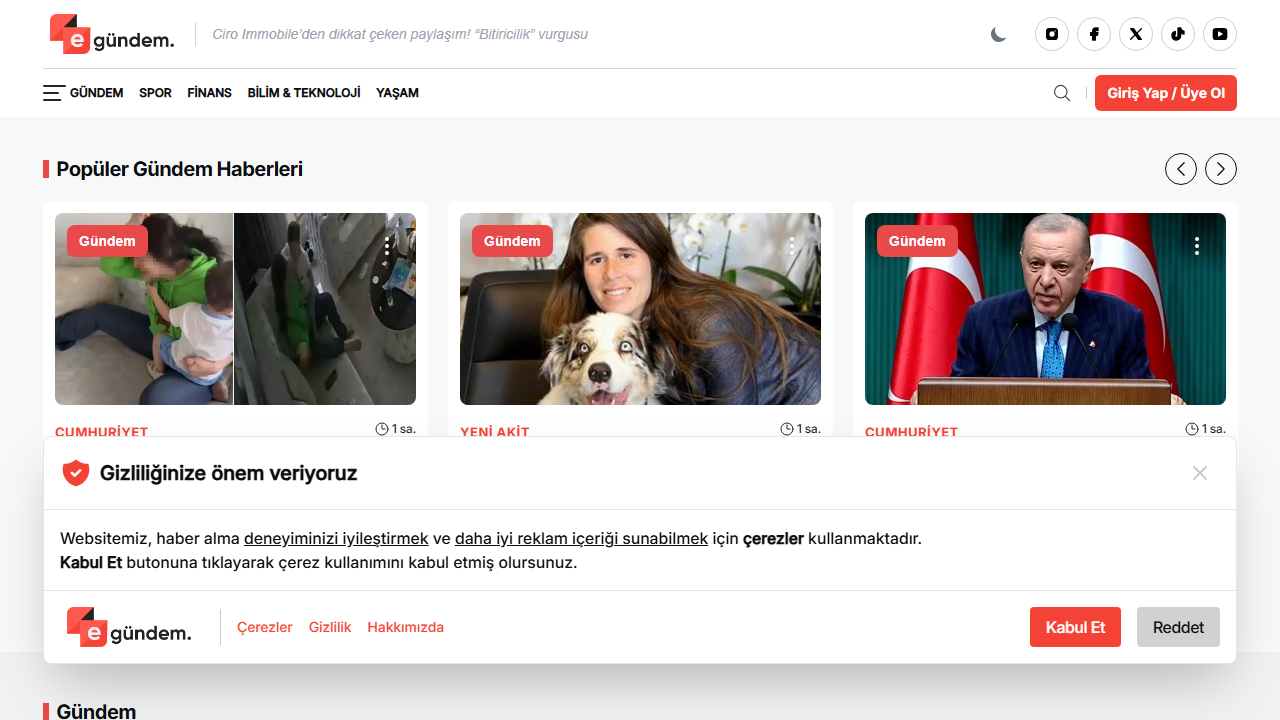 e gündem.
Ciro Immobile’den dikkat çeken paylaşım! “Bitiricilik” vurgusu
GÜNDEM SPOR FİNANS BİLİM & TEKNOLOJİ YAŞAM
Giriş Yap / Üye Ol
Popüler Gündem Haberleri
Gündem
Gündem
Gündem
CUMHURİYET 1 sa.
YENİ AKİT 1 sa.
CUMHURİYET 1 sa.
Gizliliğinize önem veriyoruz
Websitemiz, haber alma deneyiminizi iyileştirmek ve daha iyi reklam içeriği sunabilmek için çerezler kullanmaktadır.
Kabul Et butonuna tıklayarak çerez kullanımını kabul etmiş olursunuz.
e gündem.
Çerezler Gizlilik Hakkımızda
Kabul Et Reddet
Gündem